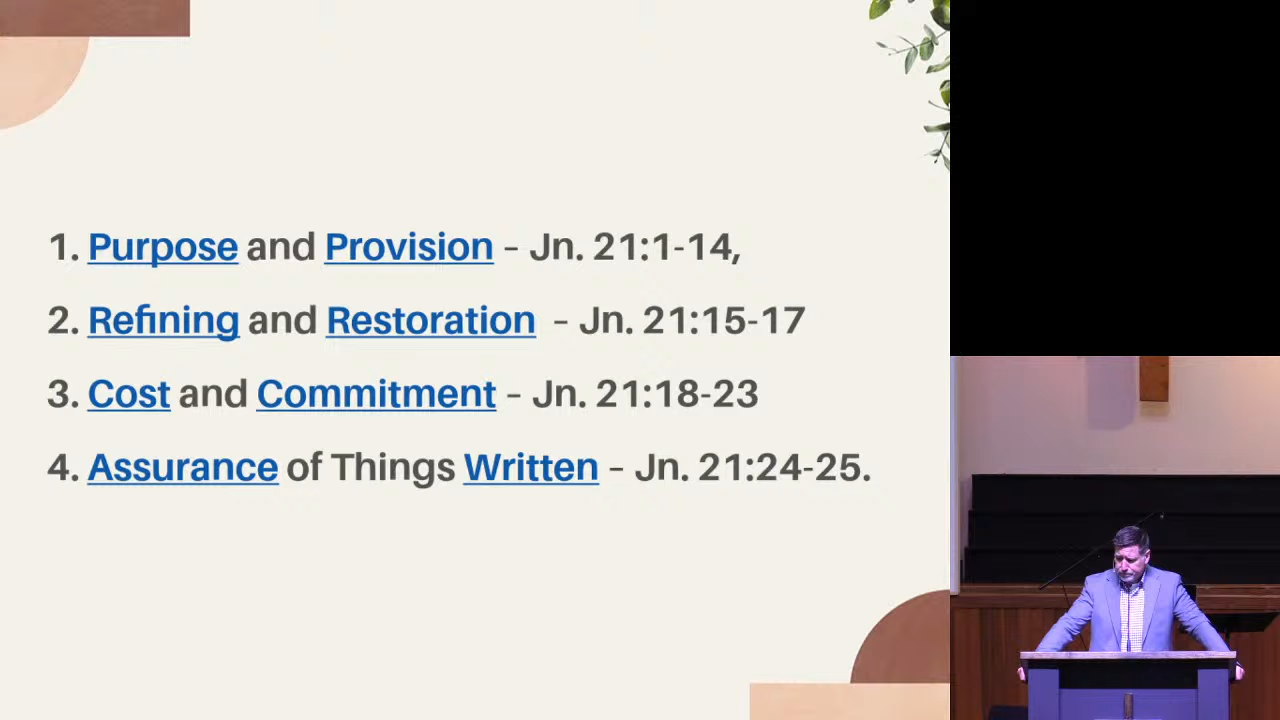 1. Purpose and Provision – Jn. 21:1-14,
2. Refining and Restoration – Jn. 21:15-17
3. Cost and Commitment – Jn. 21:18-23
4. Assurance of Things Written – Jn. 21:24-25.